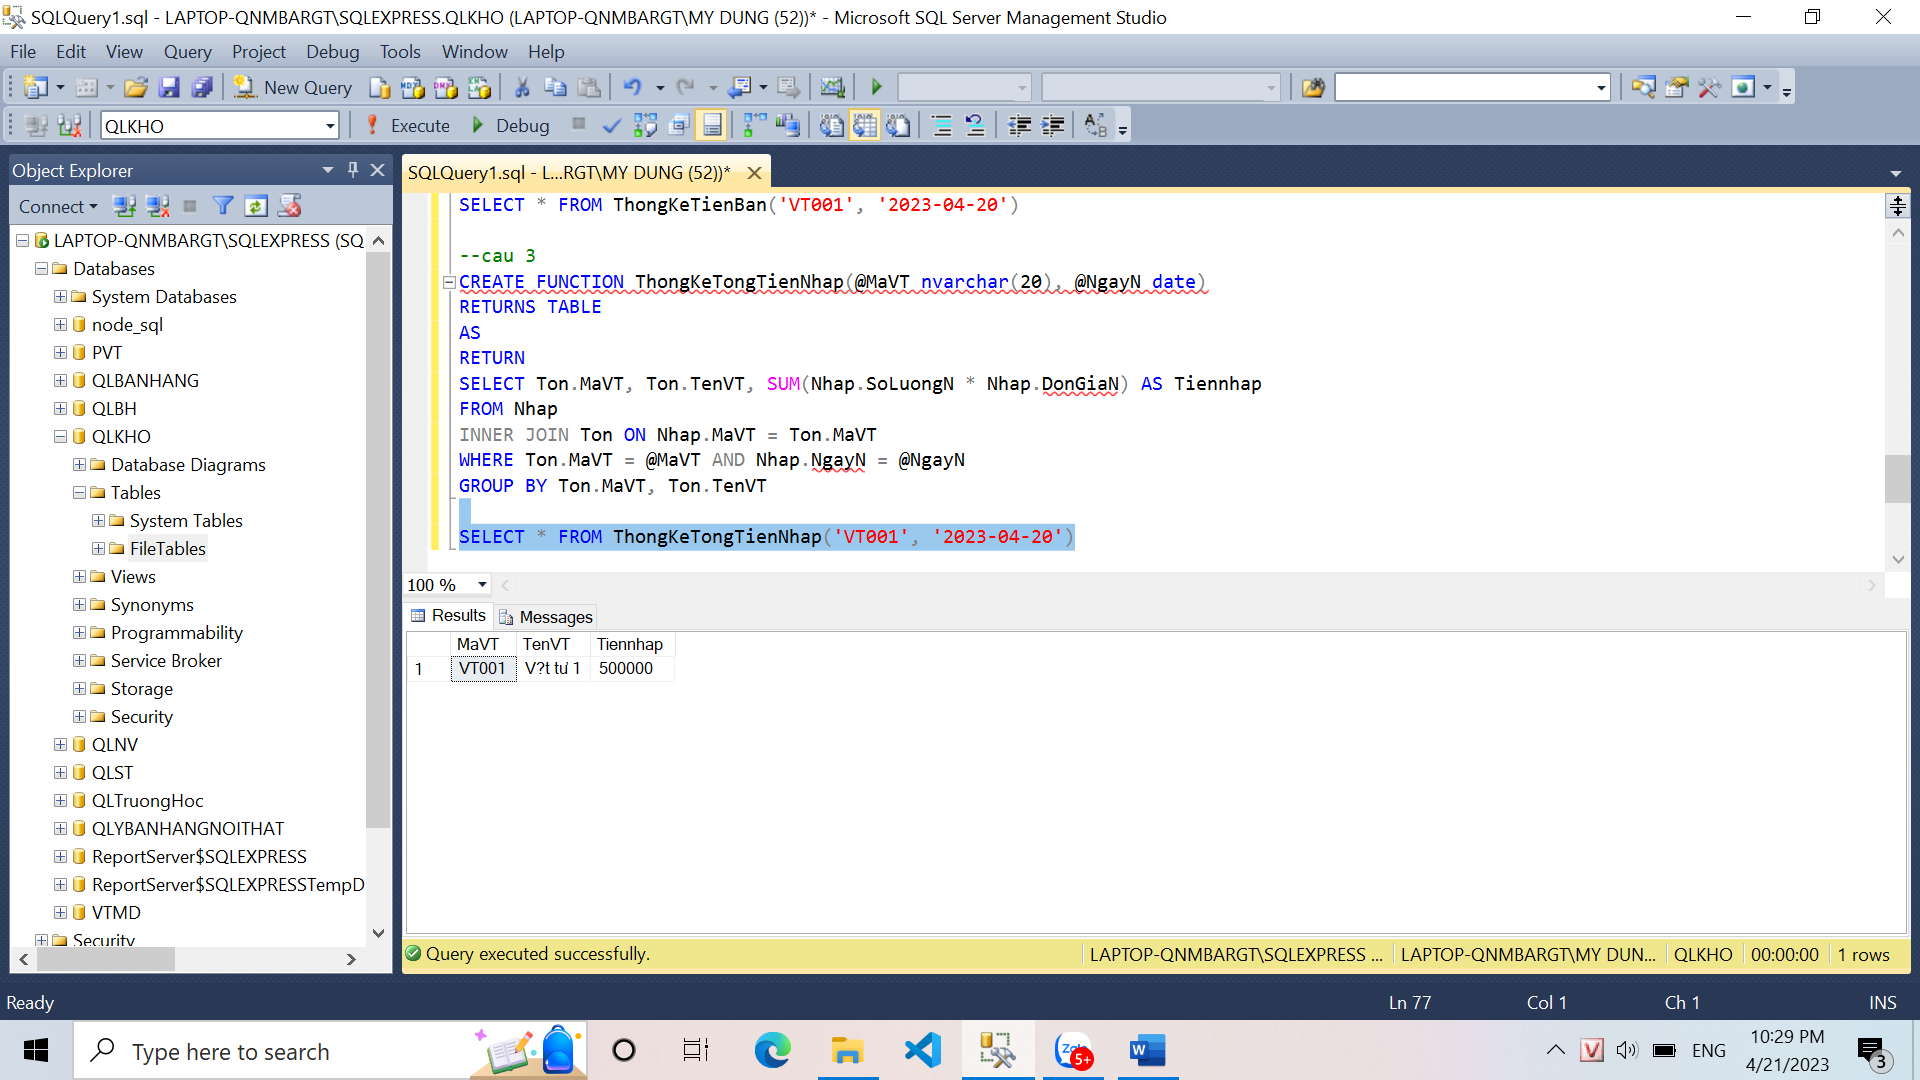 SQLQuery1.sql - LAPTOP-QNMBARGT\SQLEXPRESS.QLKHO (LAPTOP-QNMBARGT\MY DUNG (52))* - Microsoft SQL Server Management Studio
File Edit View Query Project Debug Tools Window Help
New Query
QLKHO Execute Debug
Object Explorer
Connect
LAPTOP-QNMBARGT\SQLEXPRESS (SQ
Databases
System Databases
node_sql
PVT
QLBANHANG
QLBH
QLKHO
Database Diagrams
Tables
System Tables
FileTables
Views
Synonyms
Programmability
Service Broker
Storage
Security
QLNV
QLST
QLTruongHoc
QLYBANHANGNOITHAT
ReportServer$SQLEXPRESS
ReportServer$SQLEXPRESSTempD
VTMD
Security
SQLQuery1.sql - L...RGT\MY DUNG (52))*
SELECT * FROM ThongKeTienBan('VT001', '2023-04-20')
--cau 3
CREATE FUNCTION ThongKeTongTienNhap(@MaVT nvarchar(20), @NgayN date)
RETURNS TABLE
AS
RETURN
SELECT Ton.MaVT, Ton.TenVT, SUM(Nhap.SoLuongN * Nhap.DonGiaN) AS Tiennhap
FROM Nhap
INNER JOIN Ton ON Nhap.MaVT = Ton.MaVT
WHERE Ton.MaVT = @MaVT AND Nhap.NgayN = @NgayN
GROUP BY Ton.MaVT, Ton.TenVT
SELECT * FROM ThongKeTongTienNhap('VT001', '2023-04-20')
100 %
Results Messages
MaVT TenVT Tiennhap
1 VT001 V?t tư 1 500000
Query executed successfully. LAPTOP-QNMBARGT\SQLEXPRESS ... LAPTOP-QNMBARGT\MY DUN... QLKHO 00:00:00 1 rows
Ready Ln 77 Col 1 Ch 1 INS
Type here to search
5+
ENG
10:29 PM
4/21/2023
3